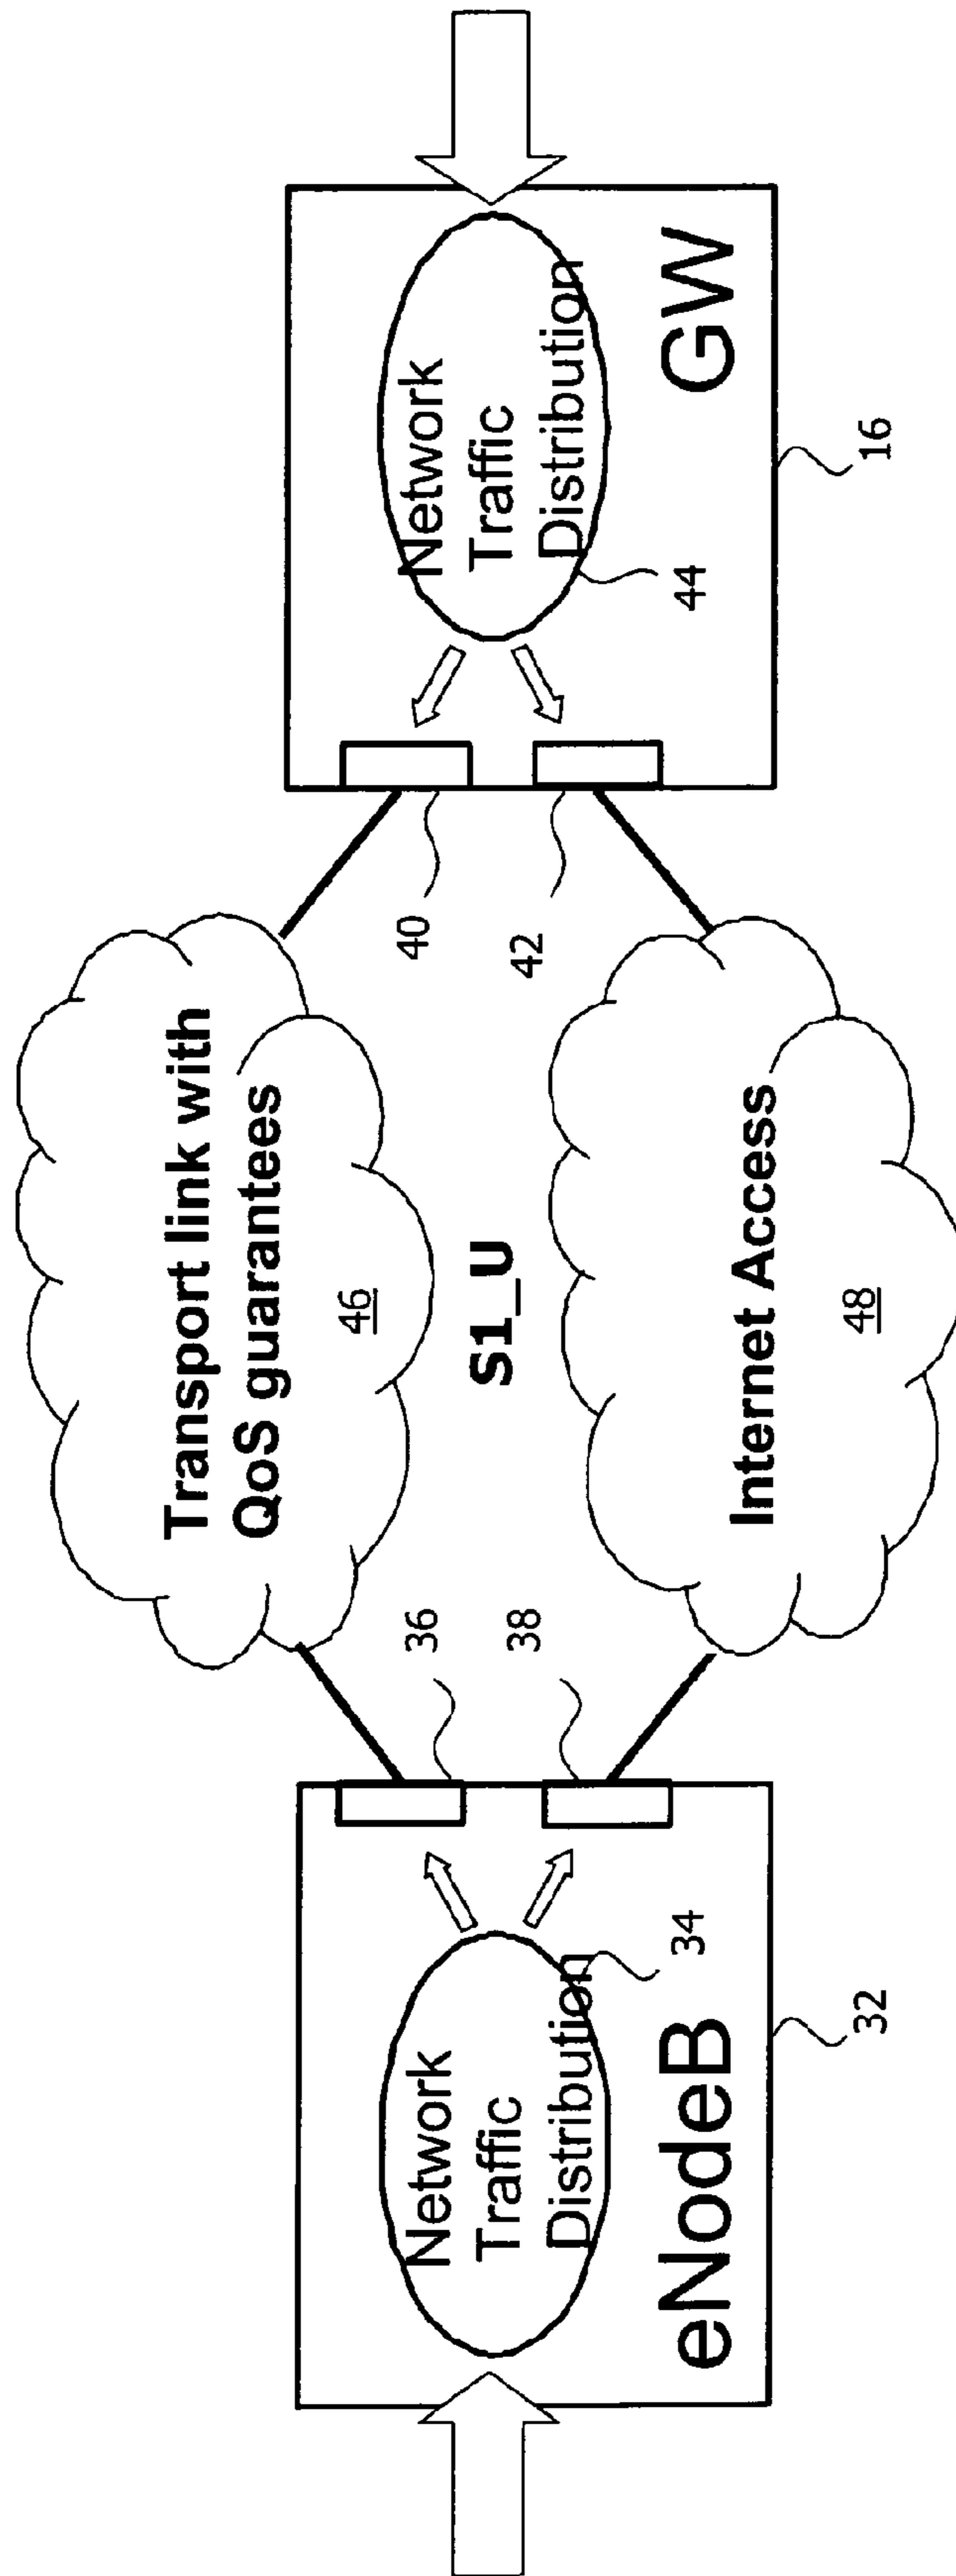 Transport link with
QoS guarantees
46
S1_U
Internet Access
48
Network
Traffic
Distribution
34
eNodeB
32
36
38
40
42
Network
Traffic
Distribution
44
GW
16